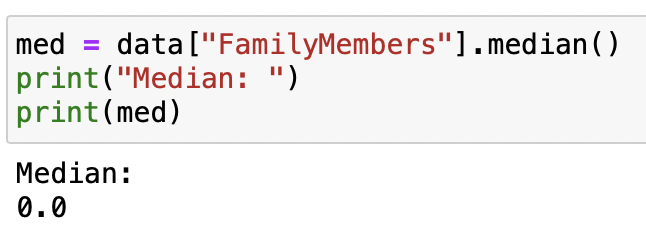 med = data["FamilyMembers"].median()
print("Median: ")
print(med)
Median:
0.0